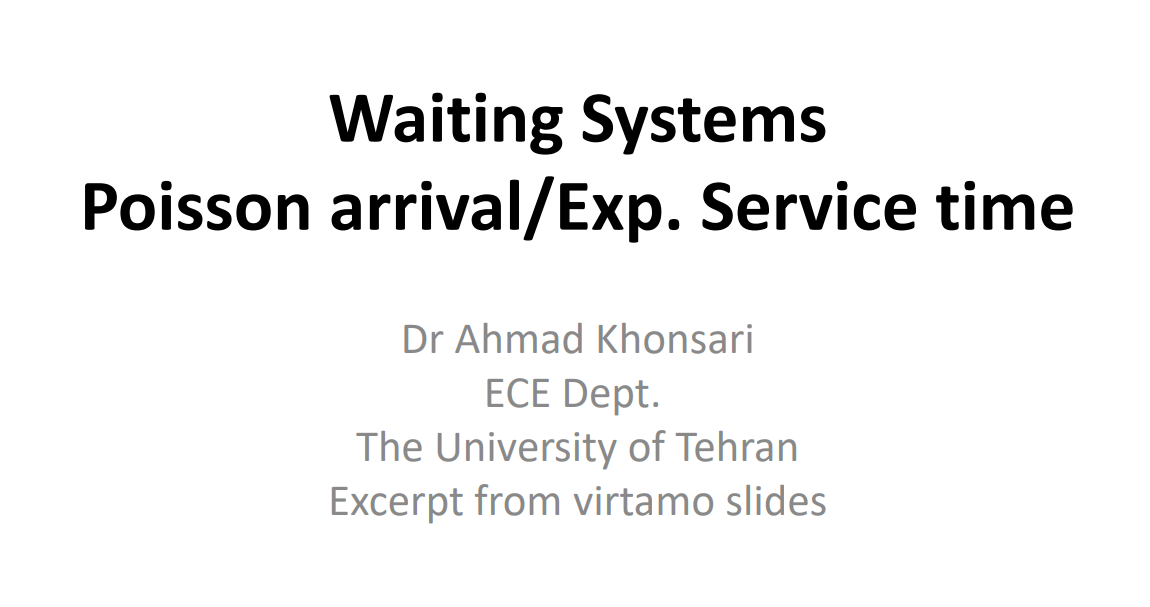 Waiting Systems
Poisson arrival/Exp. Service time
Dr Ahmad Khonsari
ECE Dept.
The University of Tehran
Excerpt from virtamo slides